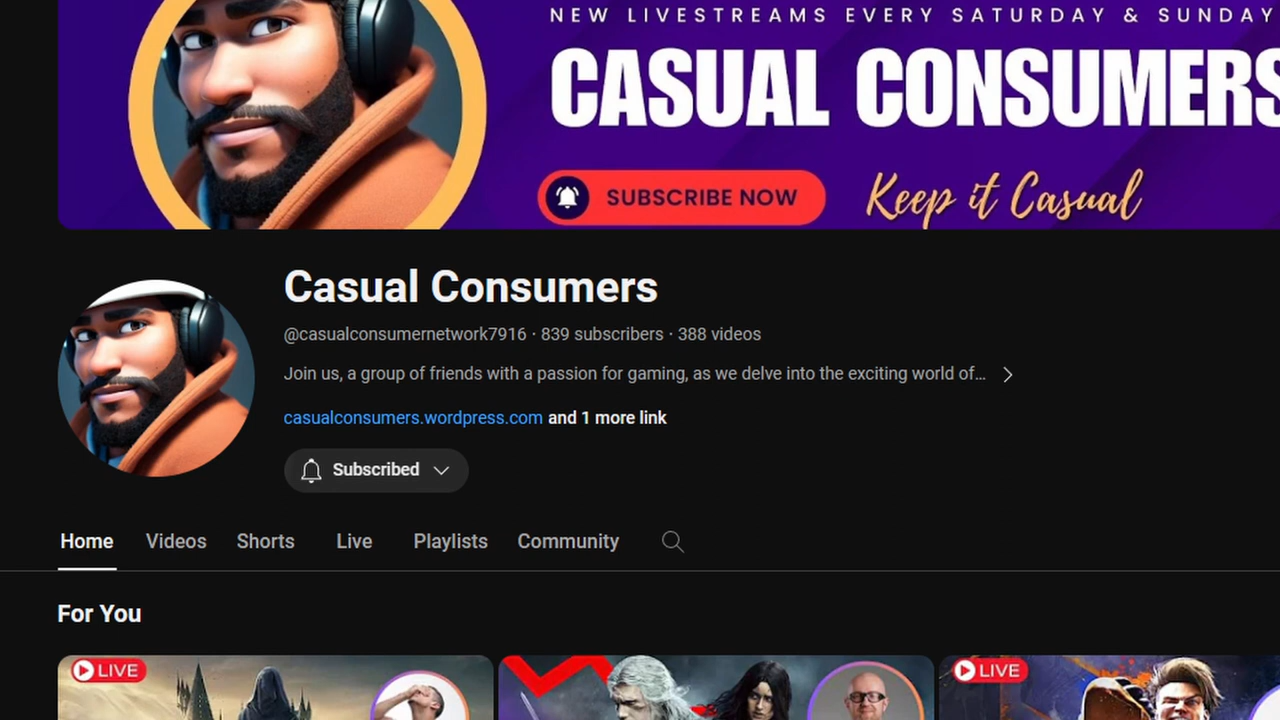 NEW LIVESTREAMS EVERY SATURDAY & SUNDAY
CASUAL CONSUMERS
SUBSCRIBE NOW
Keep it Casual
Casual Consumers
@casualconsumernetwork7916 · 839 subscribers · 388 videos
Join us, a group of friends with a passion for gaming, as we delve into the exciting world of…
casualconsumers.wordpress.com and 1 more link
Subscribed
Home Videos Shorts Live Playlists Community
For You
LIVE
LIVE